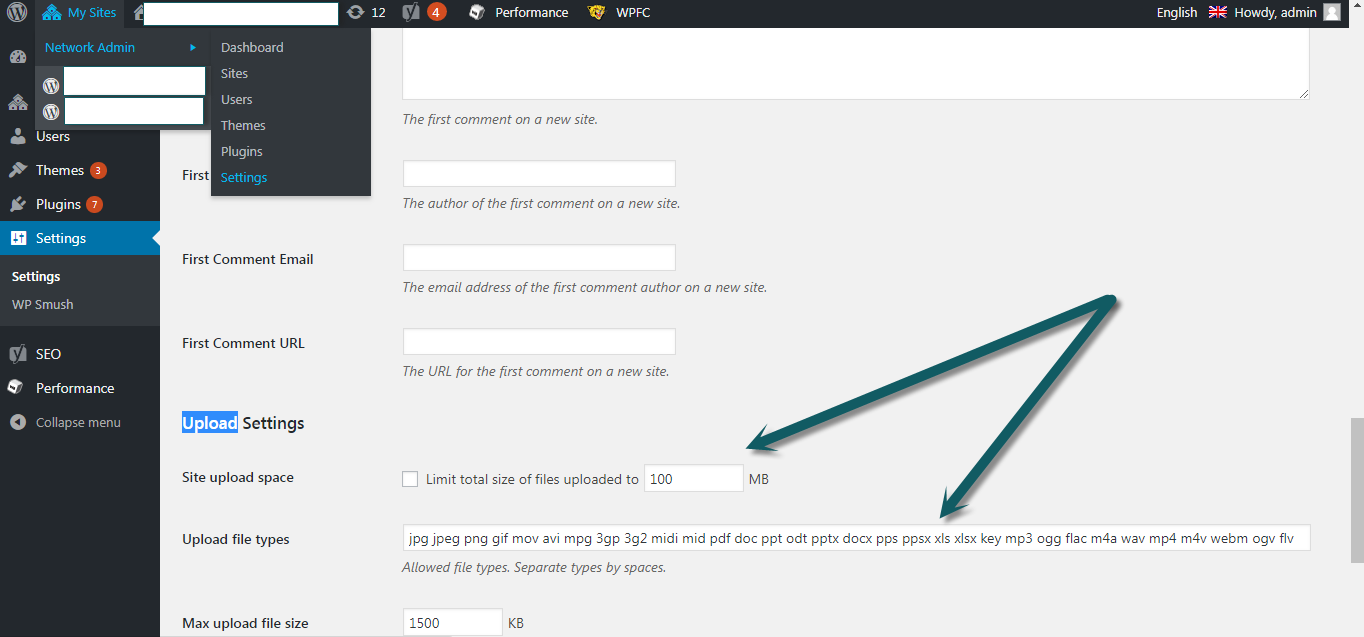 My Sites 12 4 Performance WPFC English Howdy, admin
Network Admin
Dashboard
Sites
Users
Themes
Plugins
Settings
Users
Themes 3
Plugins 7
Settings
Settings
WP Smush
SEO
Performance
Collapse menu
The first comment on a new site.
First
The author of the first comment on a new site.
First Comment Email
The email address of the first comment author on a new site.
First Comment URL
The URL for the first comment on a new site.
Upload Settings
Site upload space
Limit total size of files uploaded to 100 MB
Upload file types
jpg jpeg png gif mov avi mpg 3gp 3g2 midi mid pdf doc ppt odt pptx docx pps ppsx xls xlsx key mp3 ogg flac m4a wav mp4 m4v webm ogv flv
Allowed file types. Separate types by spaces.
Max upload file size
1500 KB